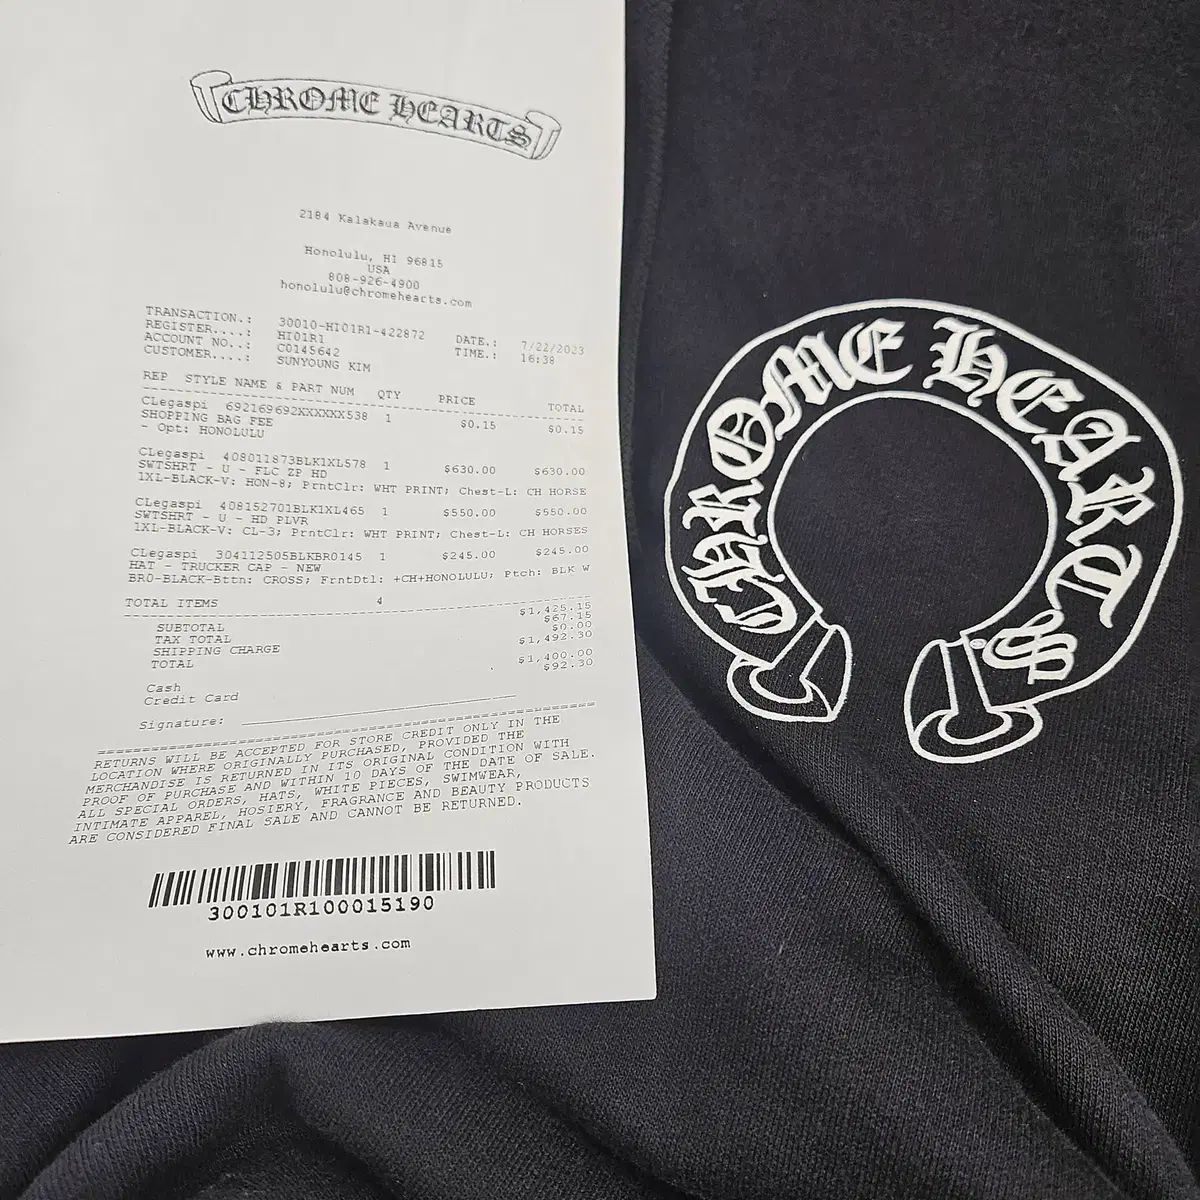 CHROME HEARTS
2184 Kalakaua Avenue
Honolulu, HI 96815
USA
808-926-4900
honolulu@chromehearts.com
TRANSACTION.: 30010-HI01R1-422872 DATE.: 7/22/2023
REGISTER....: HI01R1 TIME.: 16:38
ACCOUNT NO..: C0145642
CUSTOMER....: SUNYOUNG KIM
REP STYLE NAME & PART NUM QTY PRICE TOTAL
CLegaspi 692169692XXXXXX538 1 $0.15 $0.15
SHOPPING BAG FEE
- Opt: HONOLULU
CLegaspi 408011873BLK1XL578 1 $630.00 $630.00
SWTSHRT - U - FLC ZP HD
1XL-BLACK-V: HON-8; PrntClr: WHT PRINT; Chest-L: CH HORSE
CLegaspi 408152701BLK1XL465 1 $550.00 $550.00
SWTSHRT - U - HD PLVR
1XL-BLACK-V: CL-3; PrntClr: WHT PRINT; Chest-L: CH HORSES
CLegaspi 304112505BLKBR0145 1 $245.00 $245.00
HAT - TRUCKER CAP - NEW
BR0-BLACK-Bttn: CROSS; FrntDtl: +CH+HONOLULU; Ptch: BLK W
TOTAL ITEMS 4
SUBTOTAL $1,425.15
TAX TOTAL $67.15
SHIPPING CHARGE $0.00
TOTAL $1,492.30
Cash $1,400.00
Credit Card $92.30
Signature:
RETURNS WILL BE ACCEPTED FOR STORE CREDIT ONLY IN THE
LOCATION WHERE ORIGINALLY PURCHASED, PROVIDED THE
MERCHANDISE IS RETURNED IN ITS ORIGINAL CONDITION WITH
PROOF OF PURCHASE AND WITHIN 10 DAYS OF THE DATE OF SALE.
ALL SPECIAL ORDERS, HATS, WHITE PIECES, SWIMWEAR,
INTIMATE APPAREL, HOSIERY, FRAGRANCE AND BEAUTY PRODUCTS
ARE CONSIDERED FINAL SALE AND CANNOT BE RETURNED.
300101R100015190
www.chromehearts.com
CHROME HEARTS